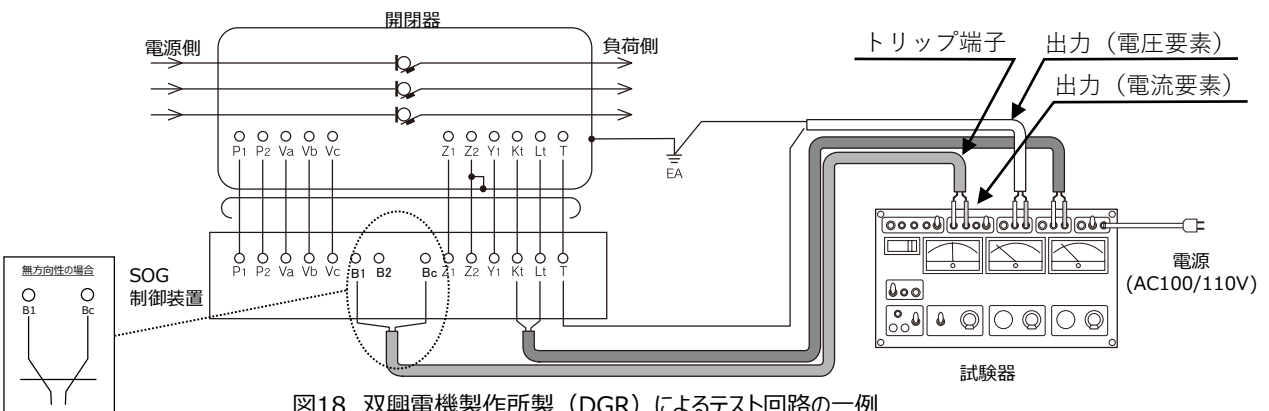 開閉器
電源側
負荷側
トリップ端子
出力（電圧要素）
出力（電流要素）
P1 P2 Va Vb Vc
Z1 Z2 Y1 Kt Lt T
EA
SOG
制御装置
P1 P2 Va Vb Vc B1 B2 Bc Z1 Z2 Y1 Kt Lt T
無方向性の場合
B1 Bc
電源
(AC100/110V)
試験器
図18 双興電機製作所製（DGR）によるテスト回路の一例